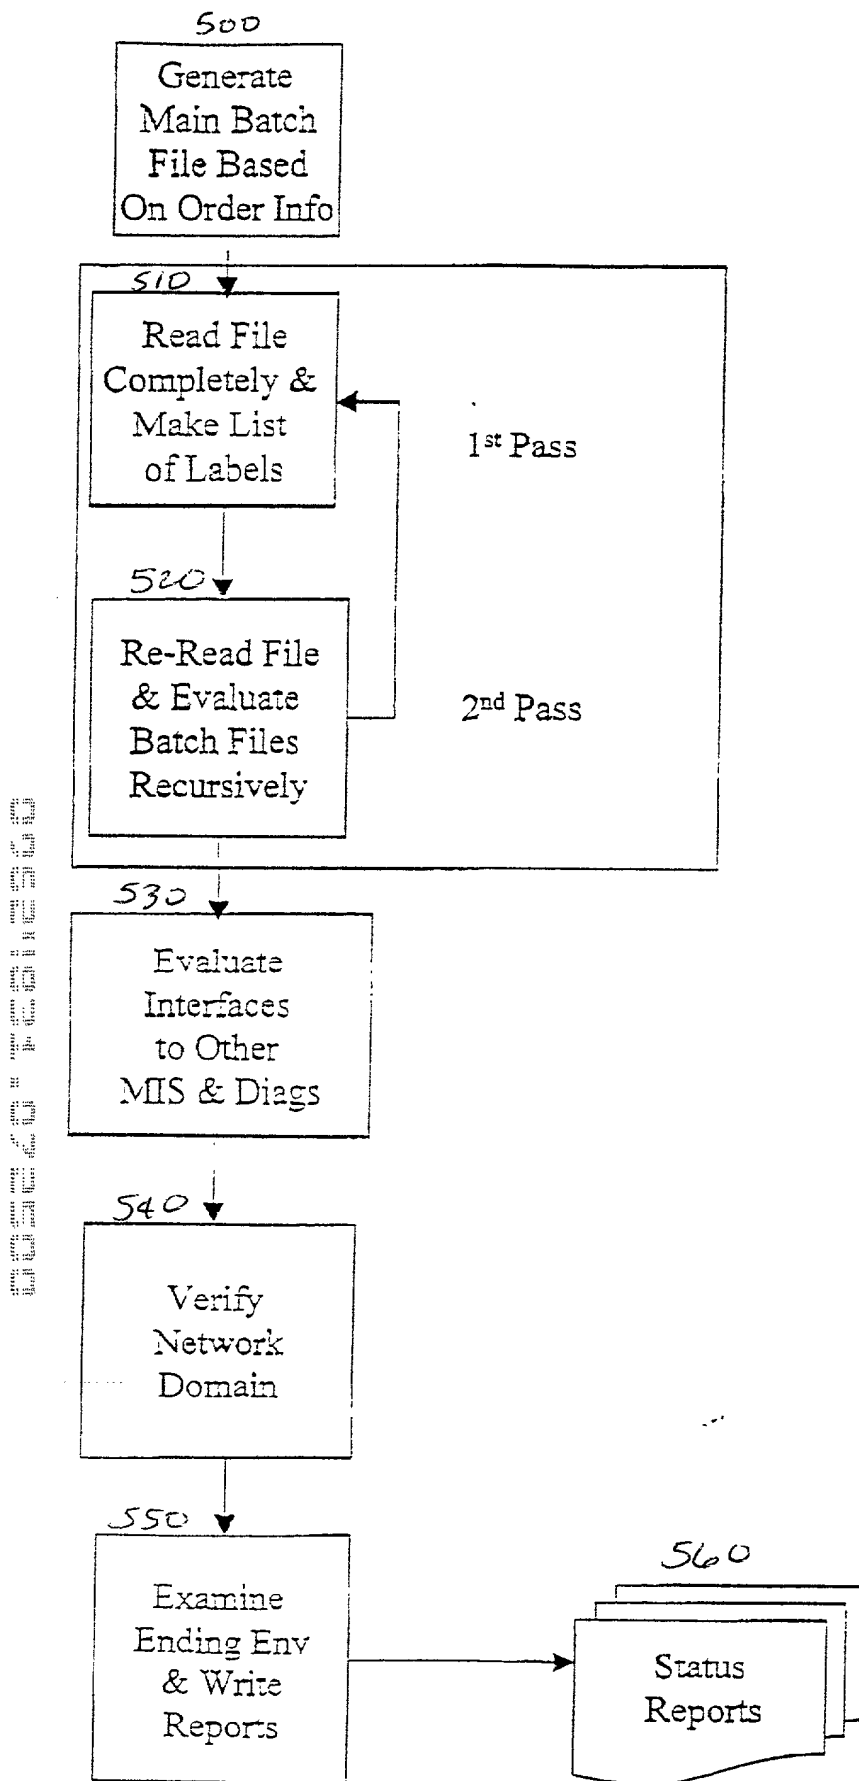 500
Generate
Main Batch
File Based
On Order Info
510
Read File
Completely &
Make List
of Labels
1st Pass
520
Re-Read File
& Evaluate
Batch Files
Recursively
2nd Pass
530
Evaluate
Interfaces
to Other
MIS & Diags
540
Verify
Network
Domain
550
Examine
Ending Env
& Write
Reports
560
Status
Reports